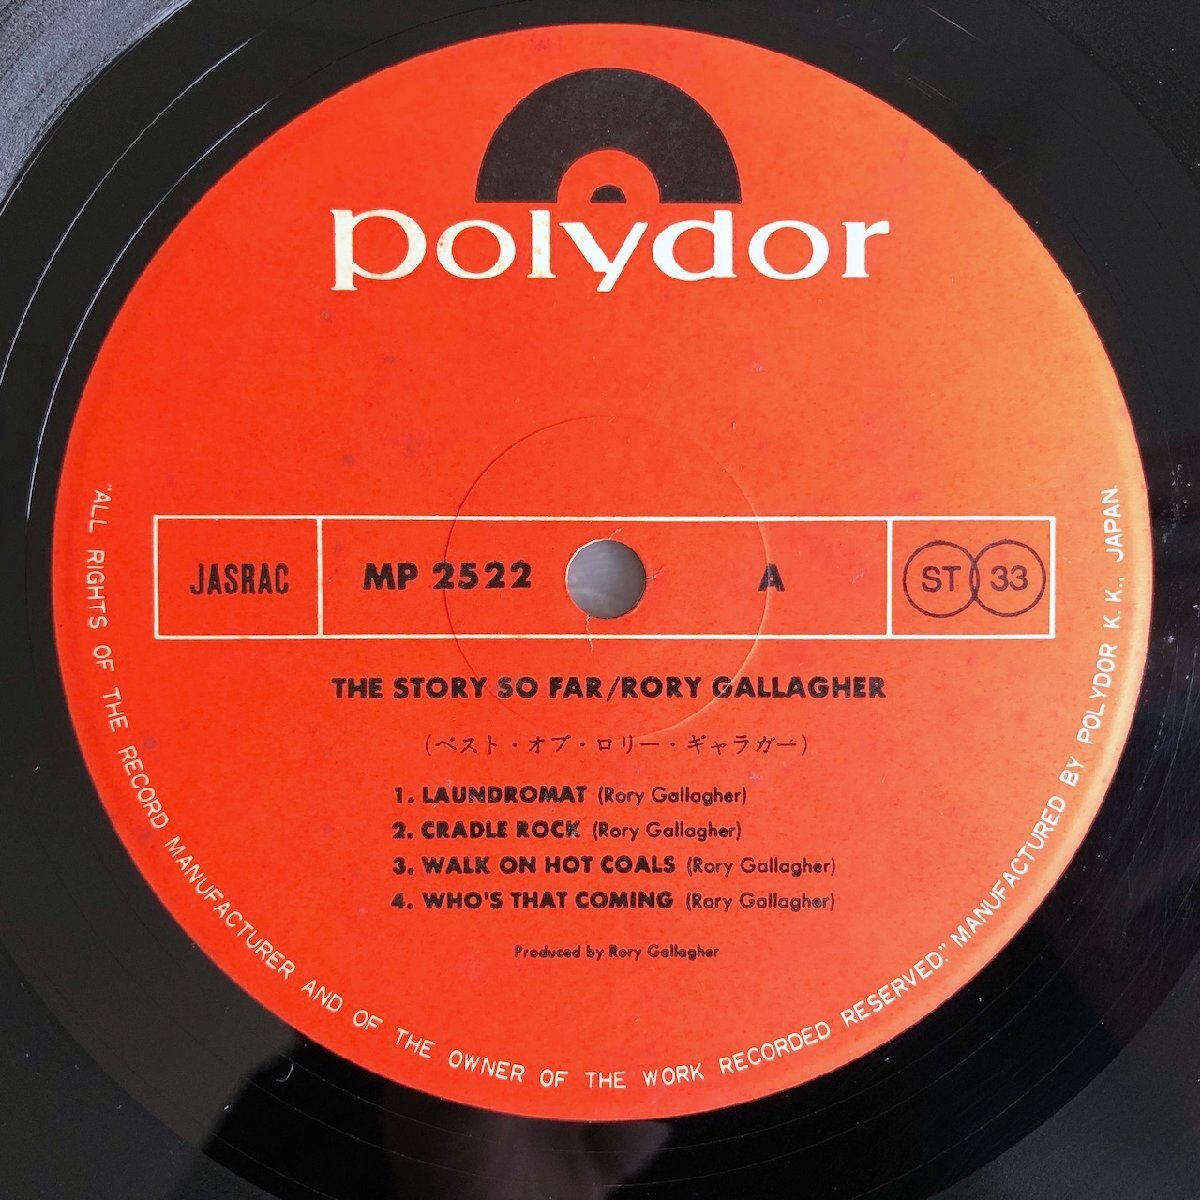 polydor
JASRAC
MP 2522
A
ST 33
THE STORY SO FAR/RORY GALLAGHER
(ベスト・オブ・ロリー・ギャラガー)
1. LAUNDROMAT (Rory Gallagher)
2. CRADLE ROCK (Rory Gallagher)
3. WALK ON HOT COALS (Rory Gallagher)
4. WHO'S THAT COMING (Rory Gallagher)
Produced by Rory Gallagher
"ALL RIGHTS OF THE RECORD MANUFACTURER AND OF THE OWNER OF THE WORK RECORDED RESERVED." MANUFACTURED BY POLYDOR K. K., JAPAN.